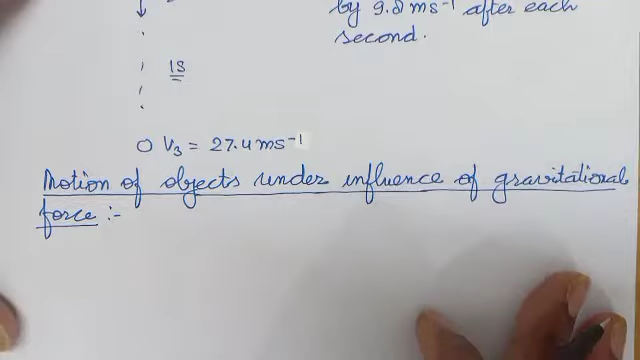 by 9.8 ms⁻¹ after each
second.
1s
V₃ = 27.4 ms⁻¹
Motion of objects under influence of gravitational
force :-